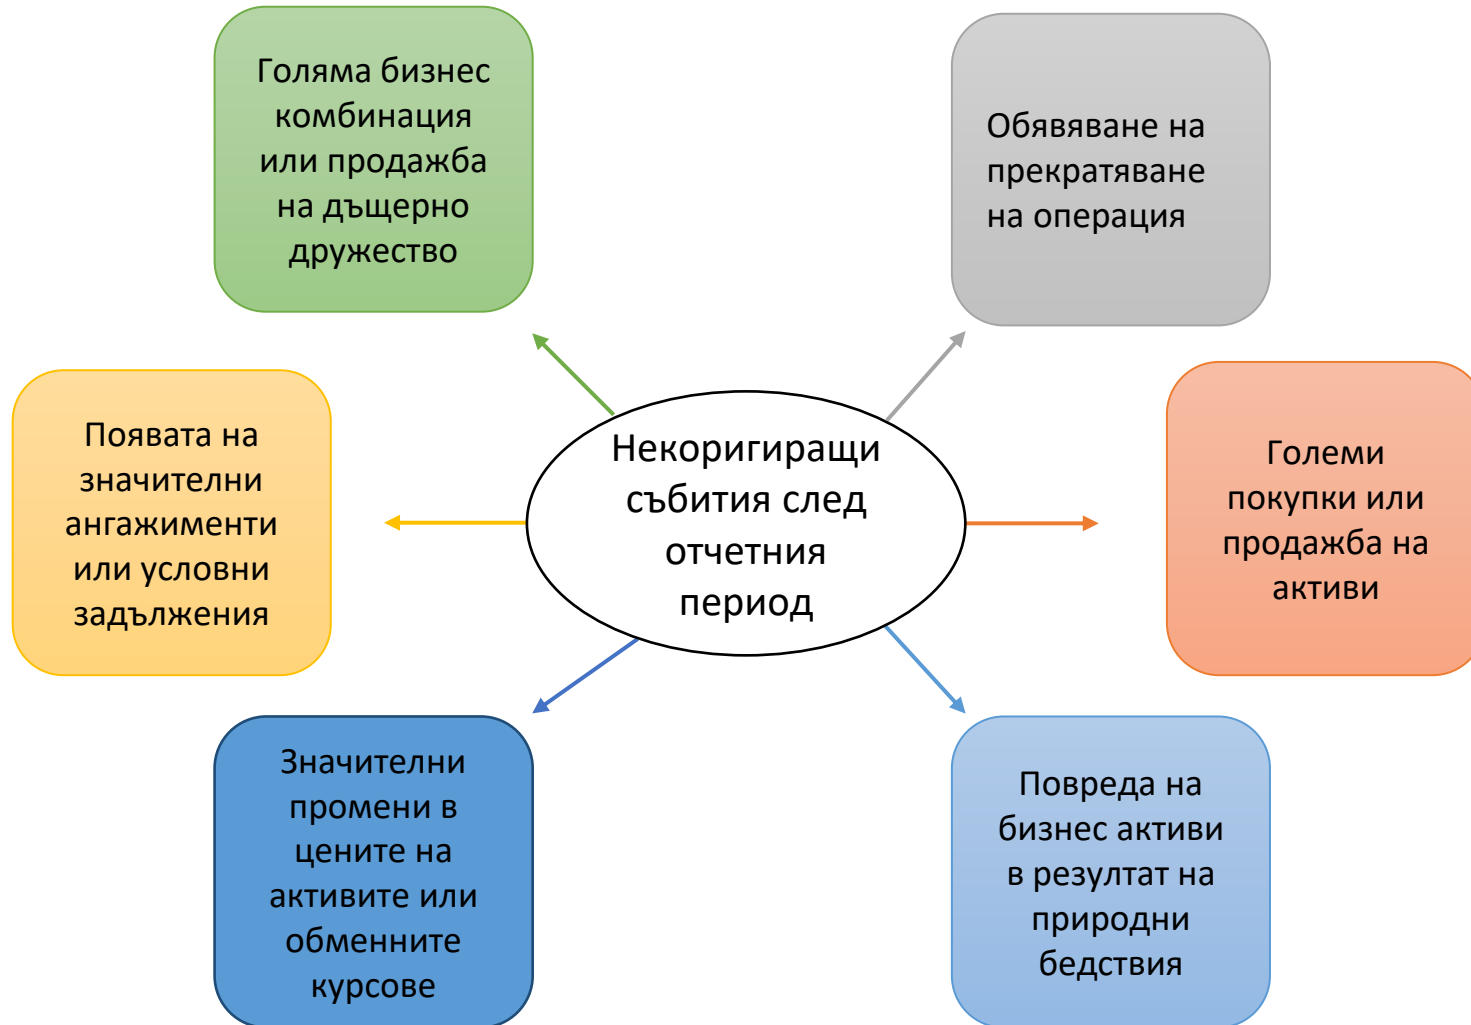 Голяма бизнес
комбинация
или продажба
на дъщерно
дружество
Обявяване на
прекратяване
на операция
Появата на
значителни
ангажименти
или условни
задължения
Некоригиращи
събития след
отчетния
период
Големи
покупки или
продажба на
активи
Значителни
промени в
цените на
активите или
обменните
курсове
Повреда на
бизнес активи
в резултат на
природни
бедствия